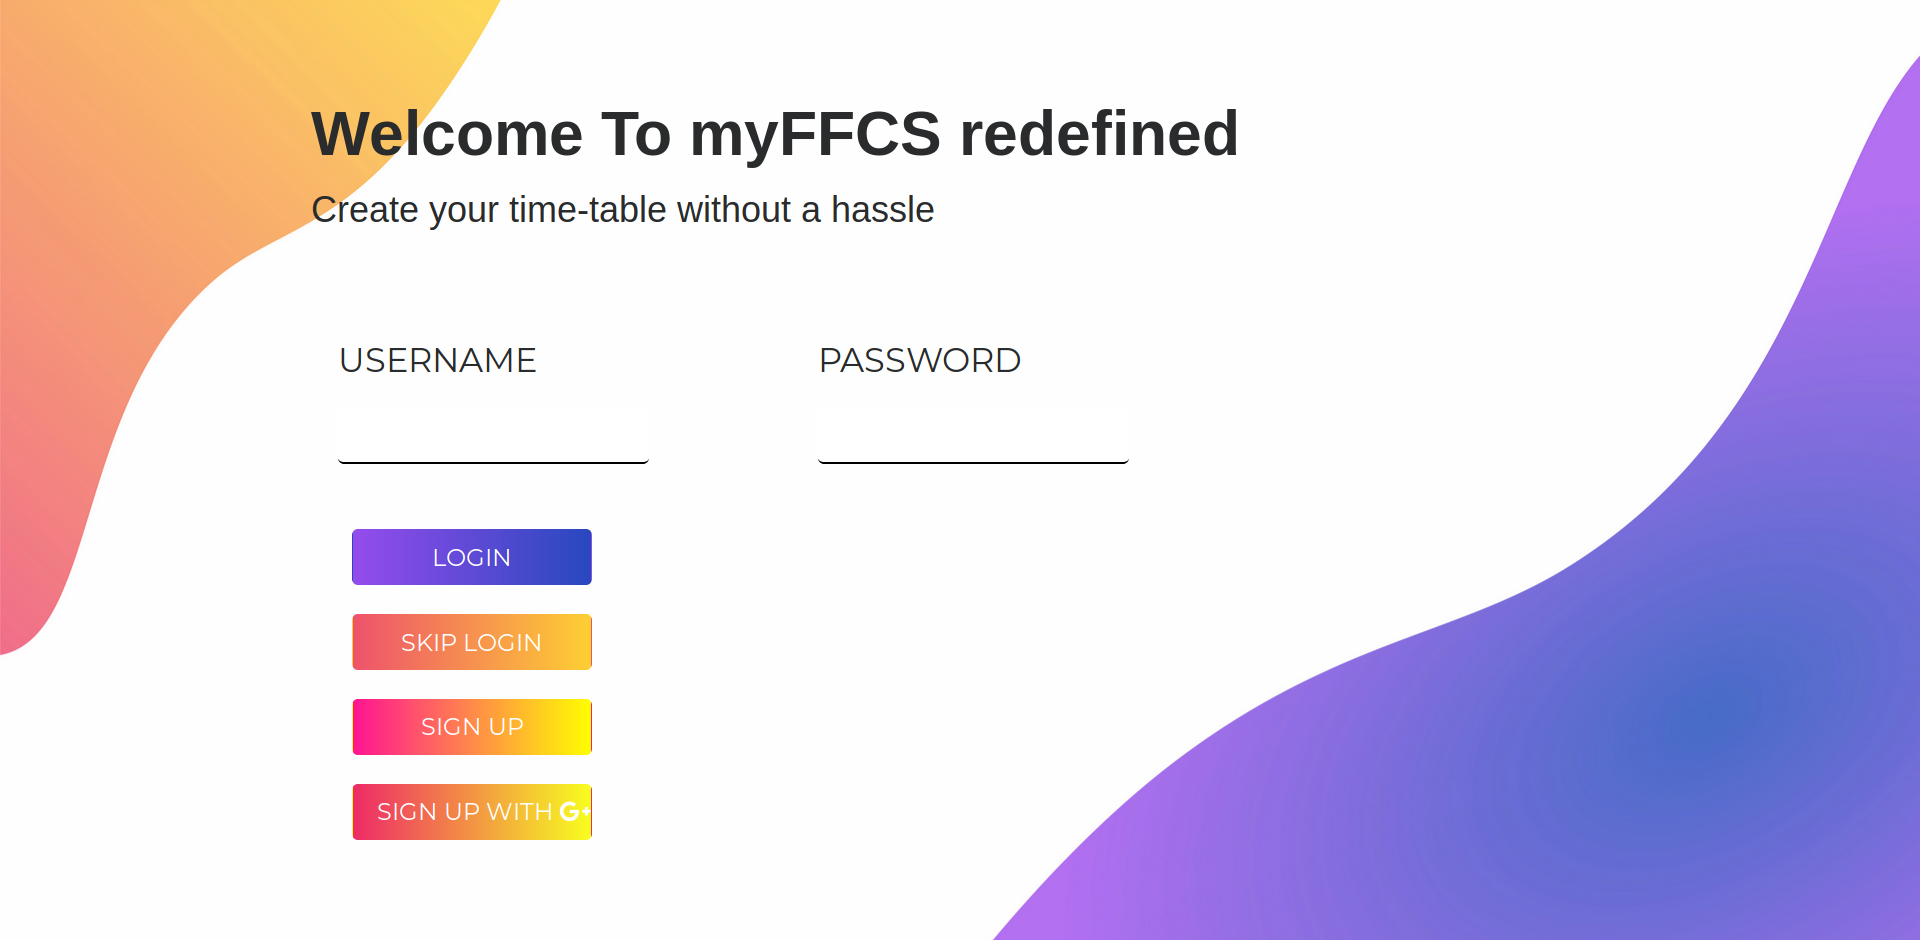 Welcome To myFFCS redefined
Create your time-table without a hassle
USERNAME
PASSWORD
LOGIN
SKIP LOGIN
SIGN UP
SIGN UP WITH G+